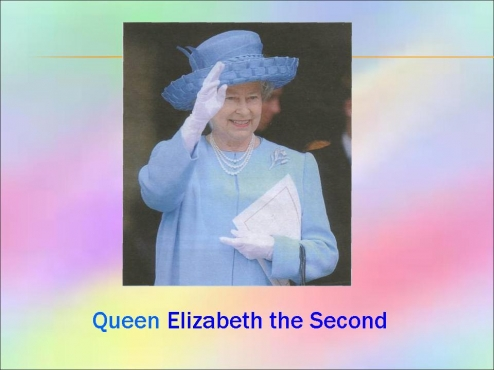 Queen Elizabeth the Second